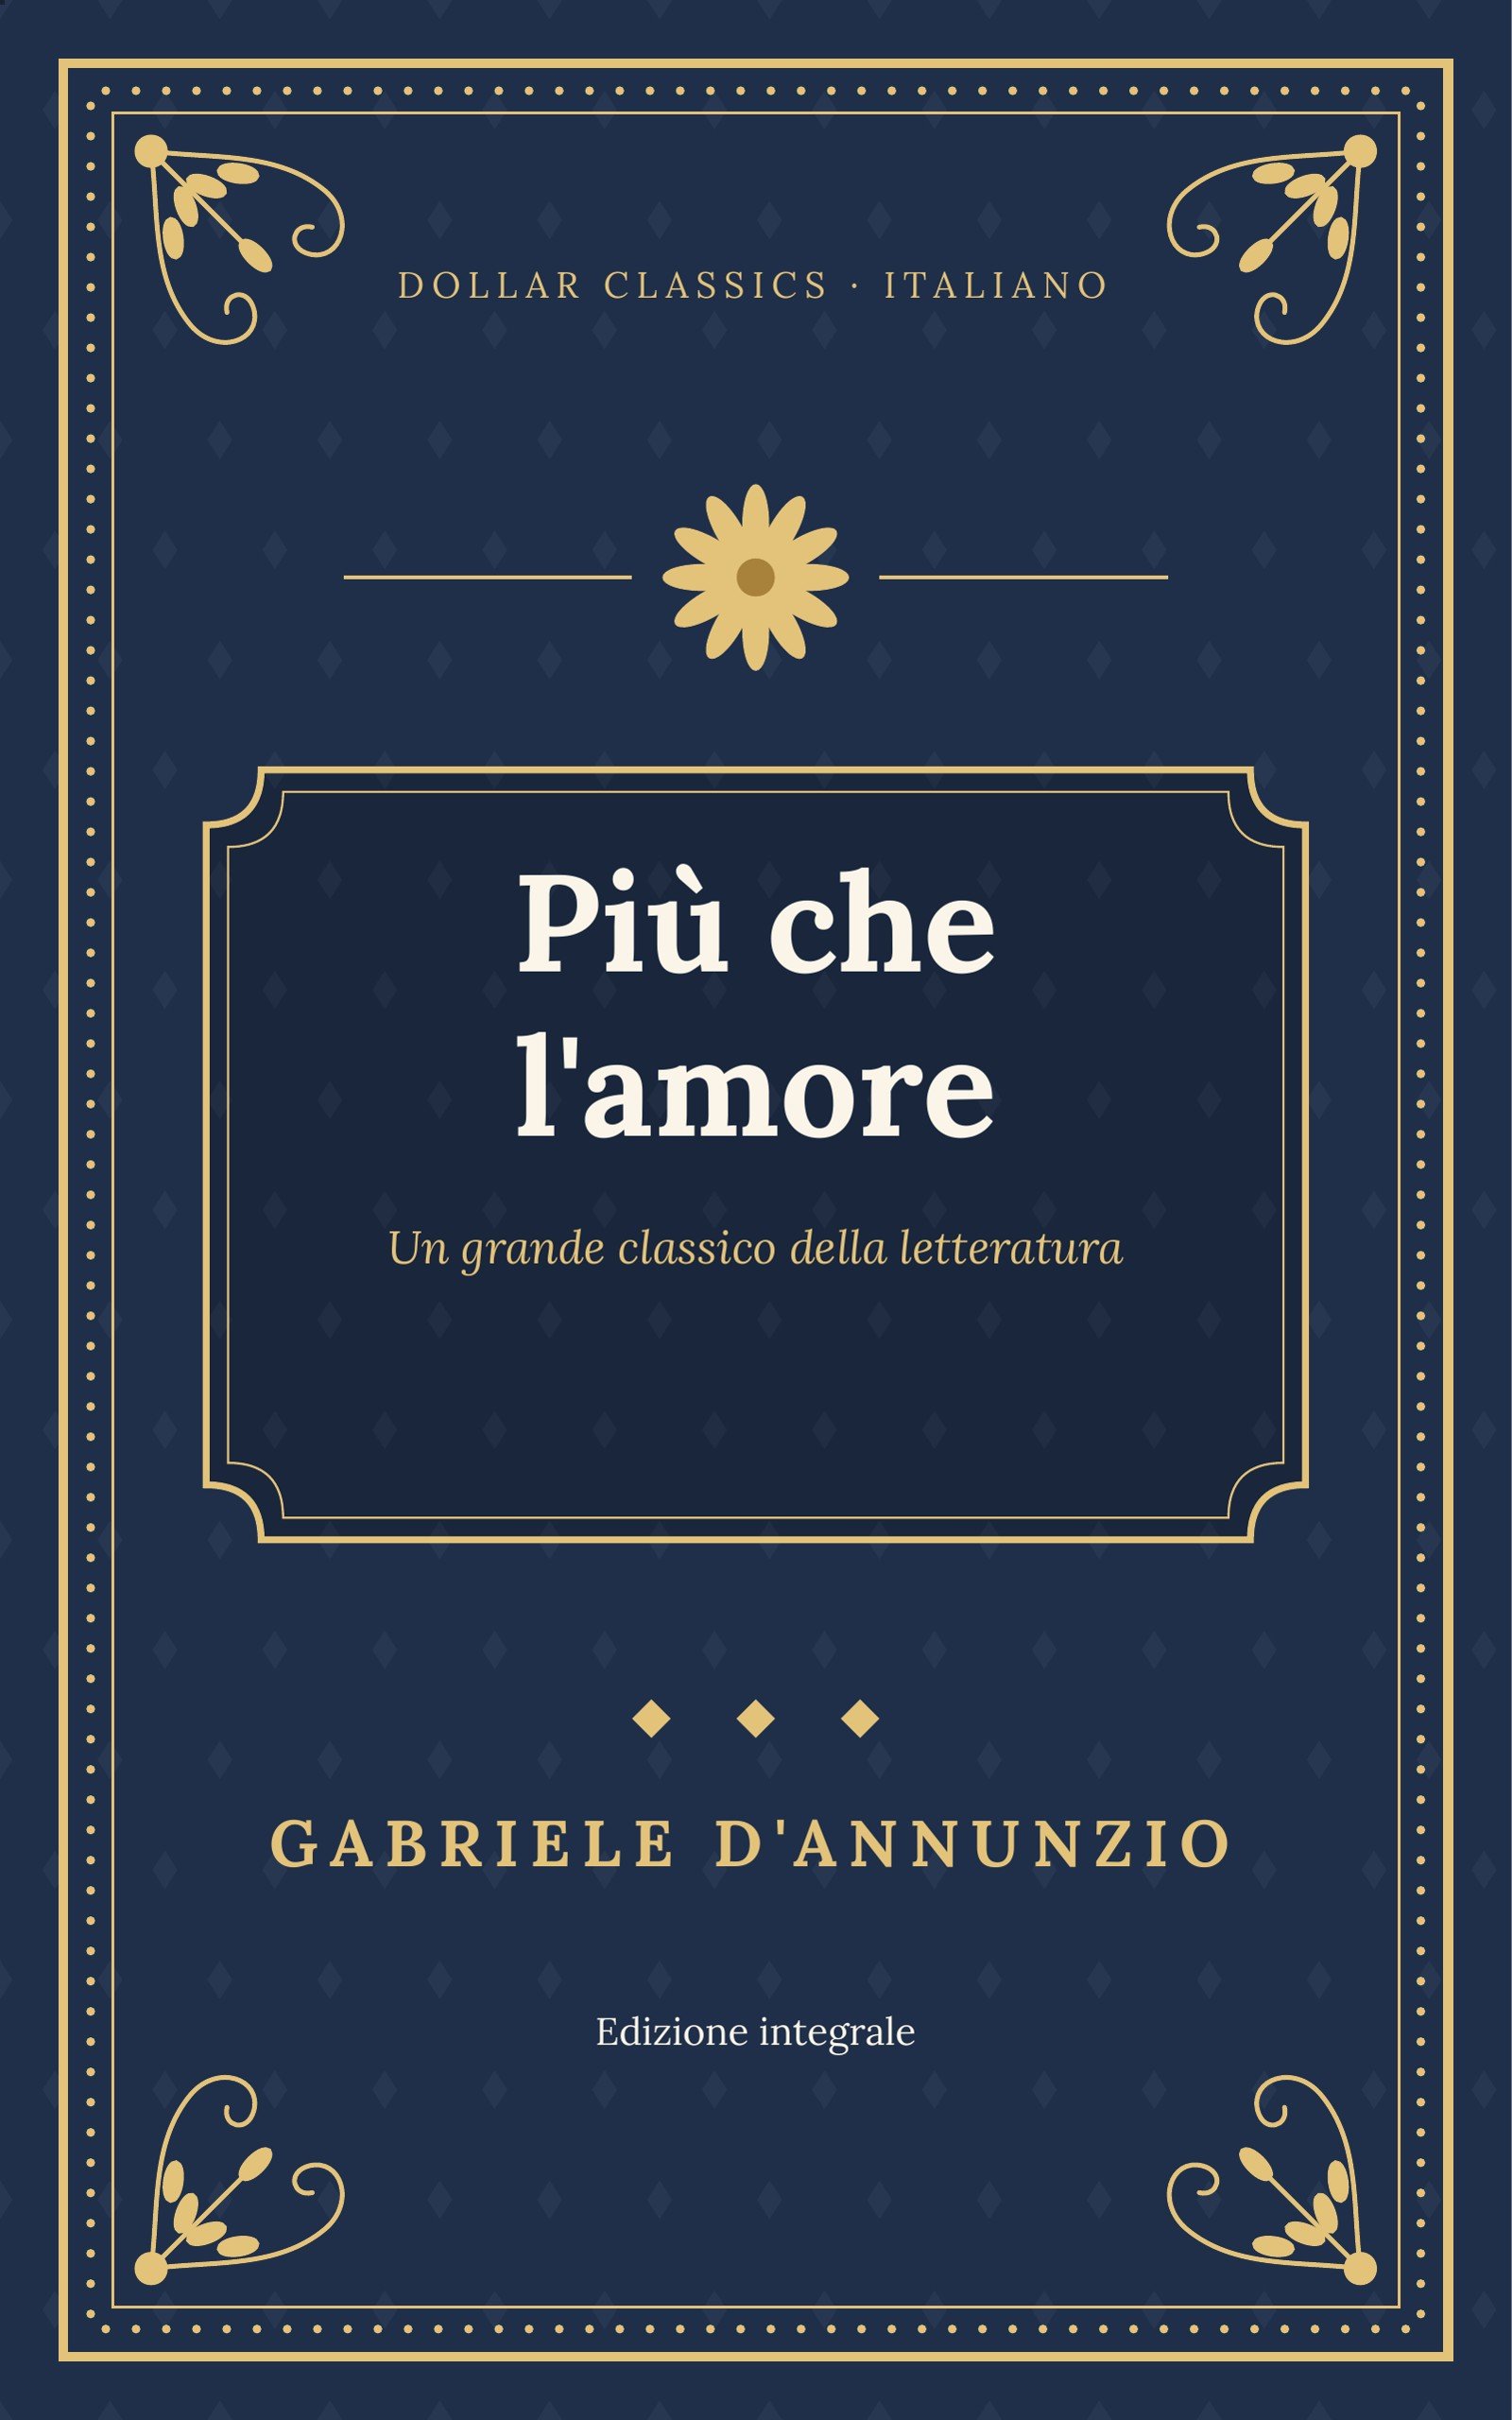 DOLLAR CLASSICS · ITALIANO
Più che
l'amore
Un grande classico della letteratura
GABRIELE D'ANNUNZIO
Edizione integrale